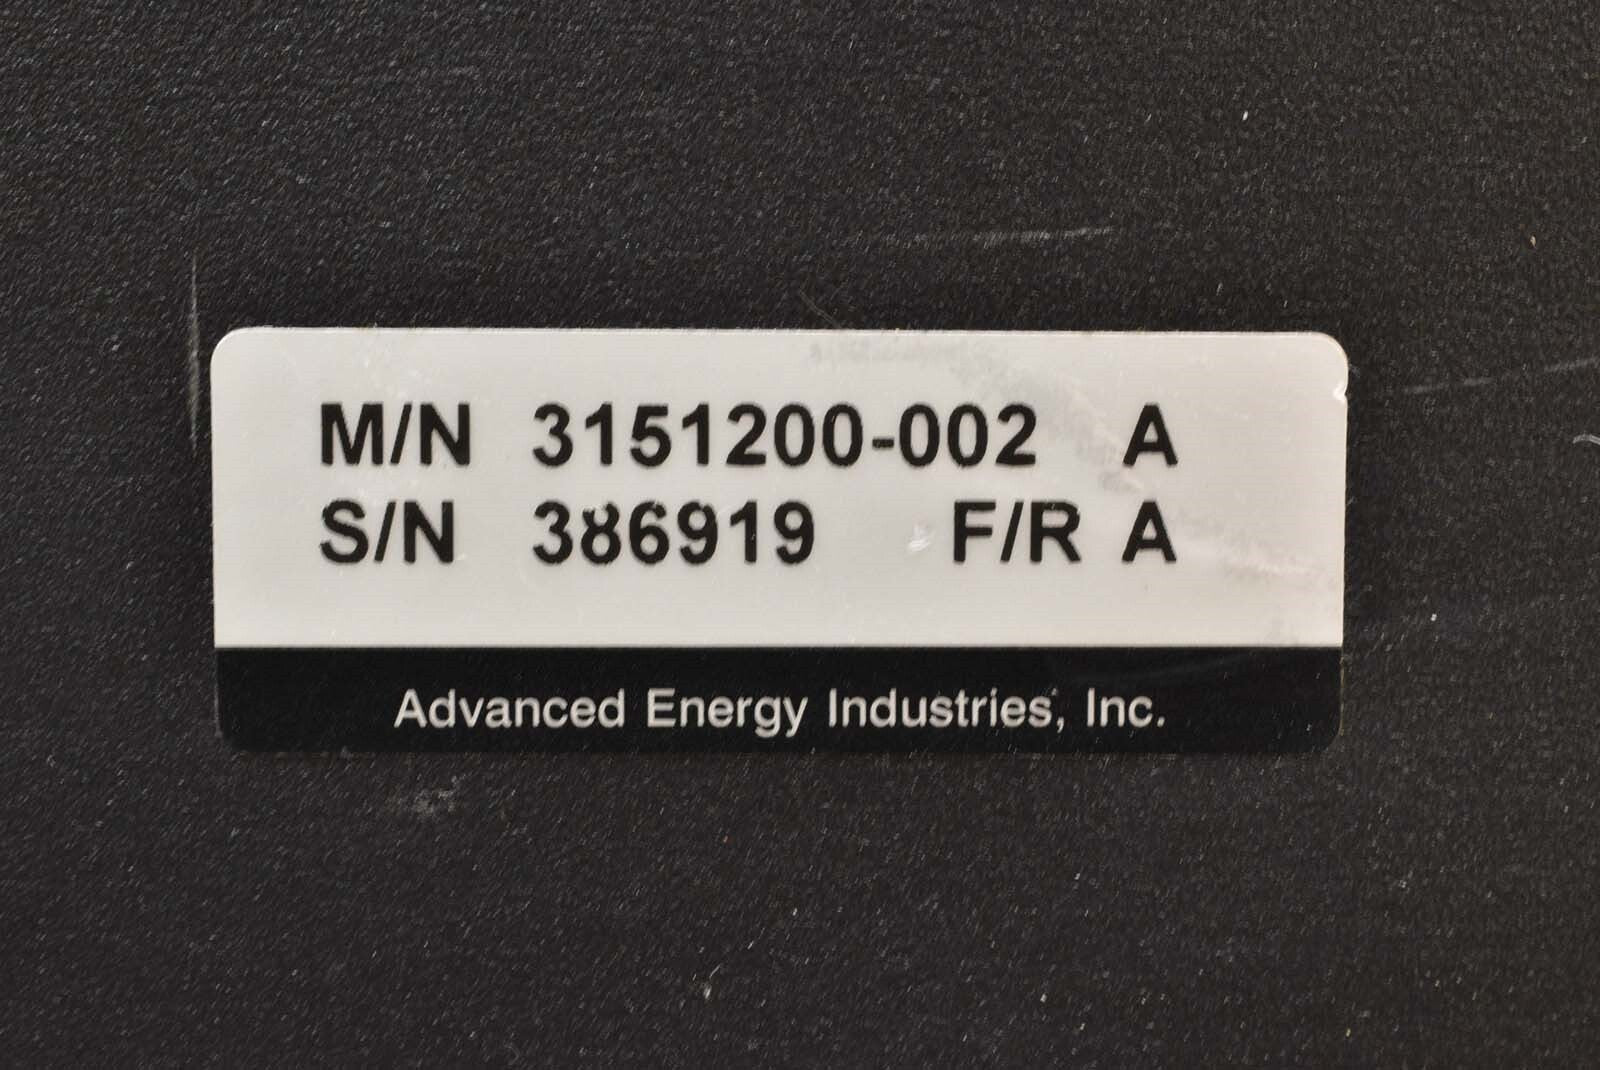 M/N 3151200-002 A
S/N 386919 F/R A
Advanced Energy Industries, Inc.